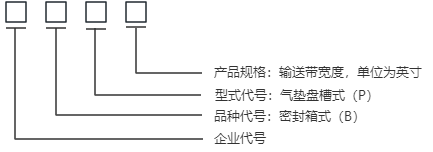 产品规格：输送带宽度，单位为英寸
型式代号：气垫盘槽式（P）
品种代号：密封箱式（B）
企业代号